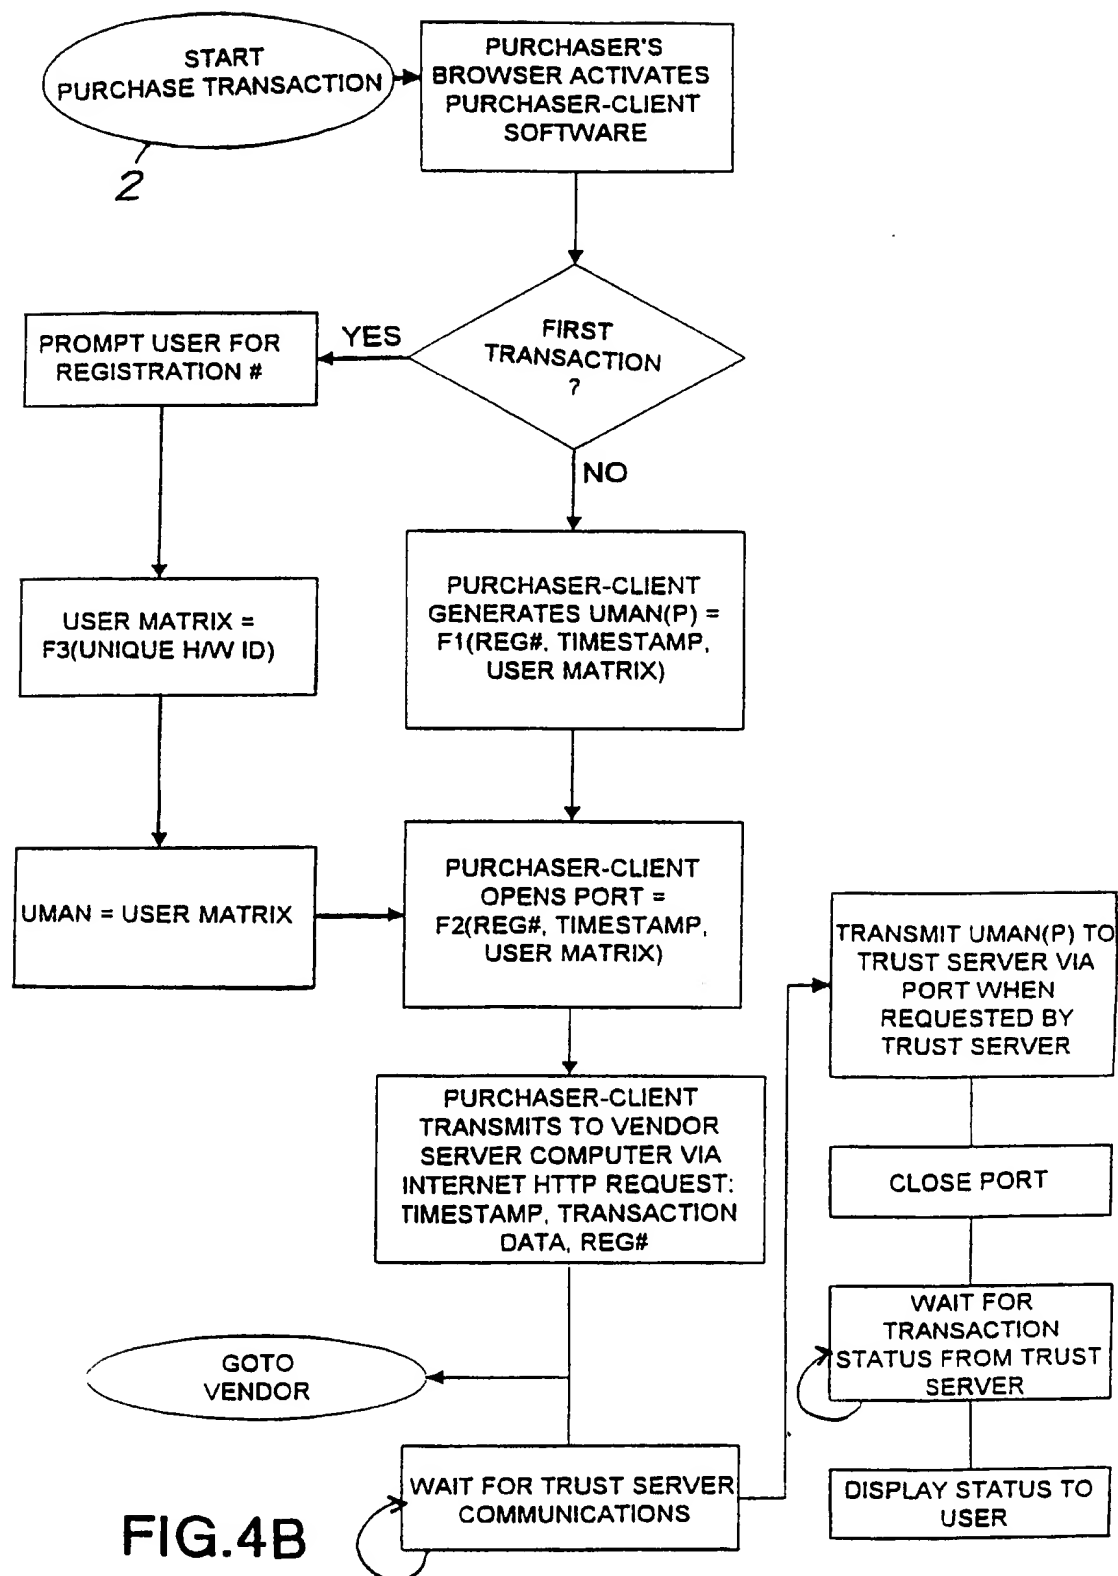 START
PURCHASE TRANSACTION
2
PURCHASER'S
BROWSER ACTIVATES
PURCHASER-CLIENT
SOFTWARE
FIRST
TRANSACTION
?
YES
NO
PROMPT USER FOR
REGISTRATION #
USER MATRIX =
F3(UNIQUE H/W ID)
UMAN = USER MATRIX
PURCHASER-CLIENT
GENERATES UMAN(P) =
F1(REG#, TIMESTAMP,
USER MATRIX)
PURCHASER-CLIENT
OPENS PORT =
F2(REG#, TIMESTAMP,
USER MATRIX)
PURCHASER-CLIENT
TRANSMITS TO VENDOR
SERVER COMPUTER VIA
INTERNET HTTP REQUEST:
TIMESTAMP, TRANSACTION
DATA, REG#
GOTO
VENDOR
WAIT FOR TRUST SERVER
COMMUNICATIONS
TRANSMIT UMAN(P) TO
TRUST SERVER VIA
PORT WHEN
REQUESTED BY
TRUST SERVER
CLOSE PORT
WAIT FOR
TRANSACTION
STATUS FROM TRUST
SERVER
DISPLAY STATUS TO
USER
FIG.4B